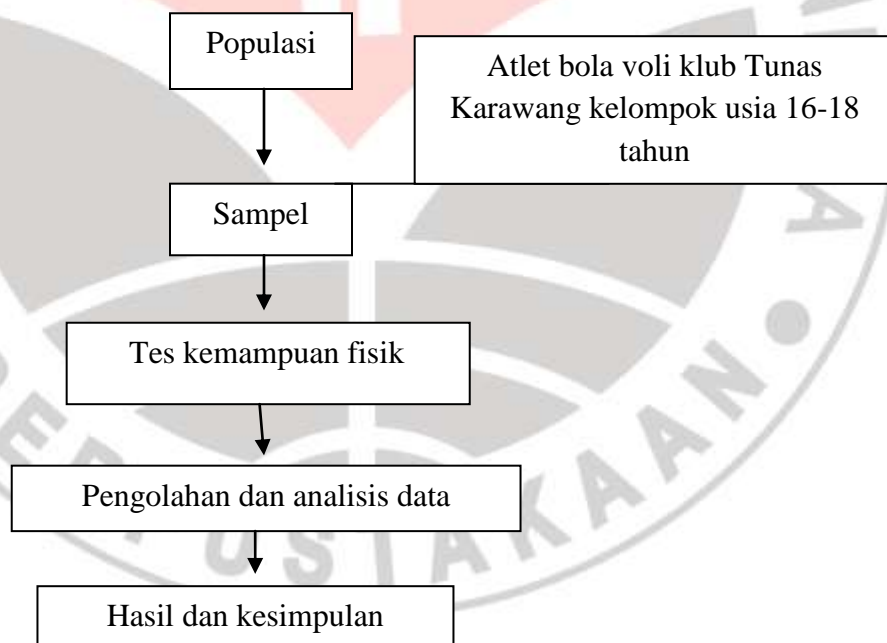 Populasi
Atlet bola voli klub Tunas
Karawang kelompok usia 16-18
tahun
Sampel
Tes kemampuan fisik
Pengolahan dan analisis data
Hasil dan kesimpulan